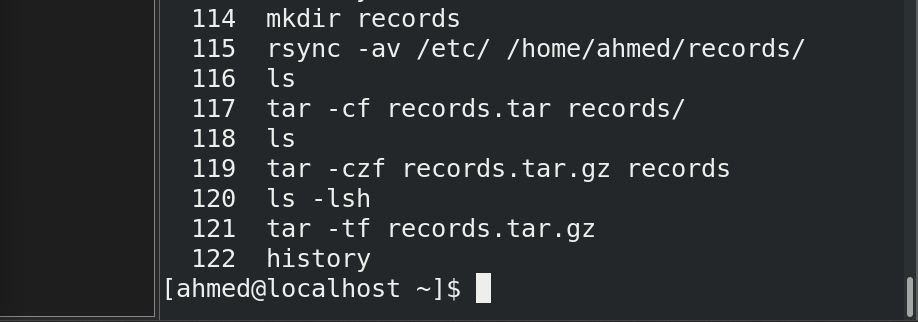 114  mkdir records
115  rsync -av /etc/ /home/ahmed/records/
116  ls
117  tar -cf records.tar records/
118  ls
119  tar -czf records.tar.gz records
120  ls -lsh
121  tar -tf records.tar.gz
122  history
[ahmed@localhost ~]$